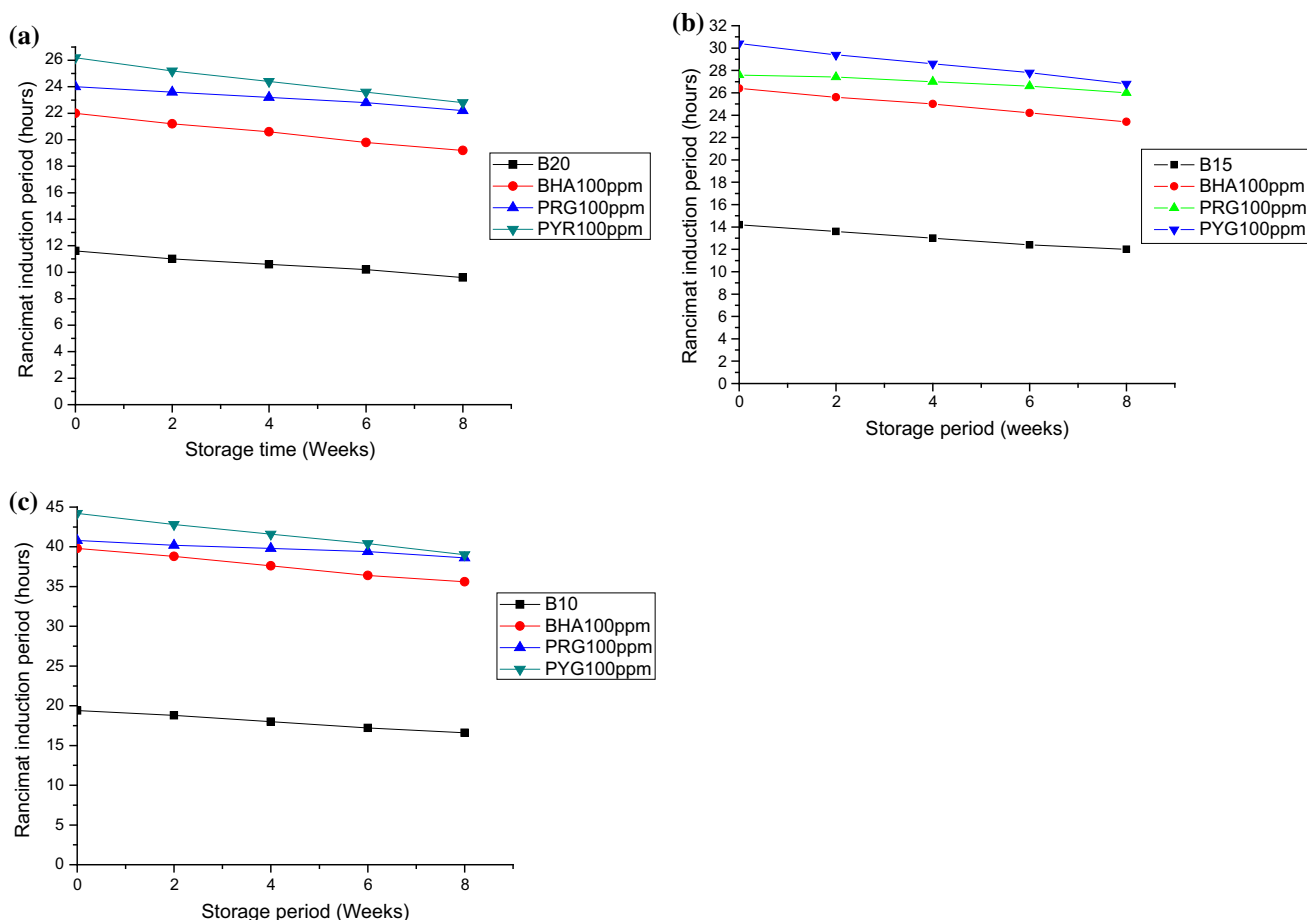 (a)
26
24
22
20
18
16
14
12
10
8
6
4
2
0
Rancimat induction period (hours)
0 2 4 6 8
Storage time (Weeks)
B20
BHA100ppm
PRG100ppm
PYR100ppm
(b)
32
30
28
26
24
22
20
18
16
14
12
10
8
6
4
2
0
Rancimat induction period (hours)
0 2 4 6 8
Storage period (weeks)
B15
BHA100ppm
PRG100ppm
PYG100ppm
(c)
45
40
35
30
25
20
15
10
5
0
Rancimat induction period (hours)
0 2 4 6 8
Storage period (Weeks)
B10
BHA100ppm
PRG100ppm
PYG100ppm